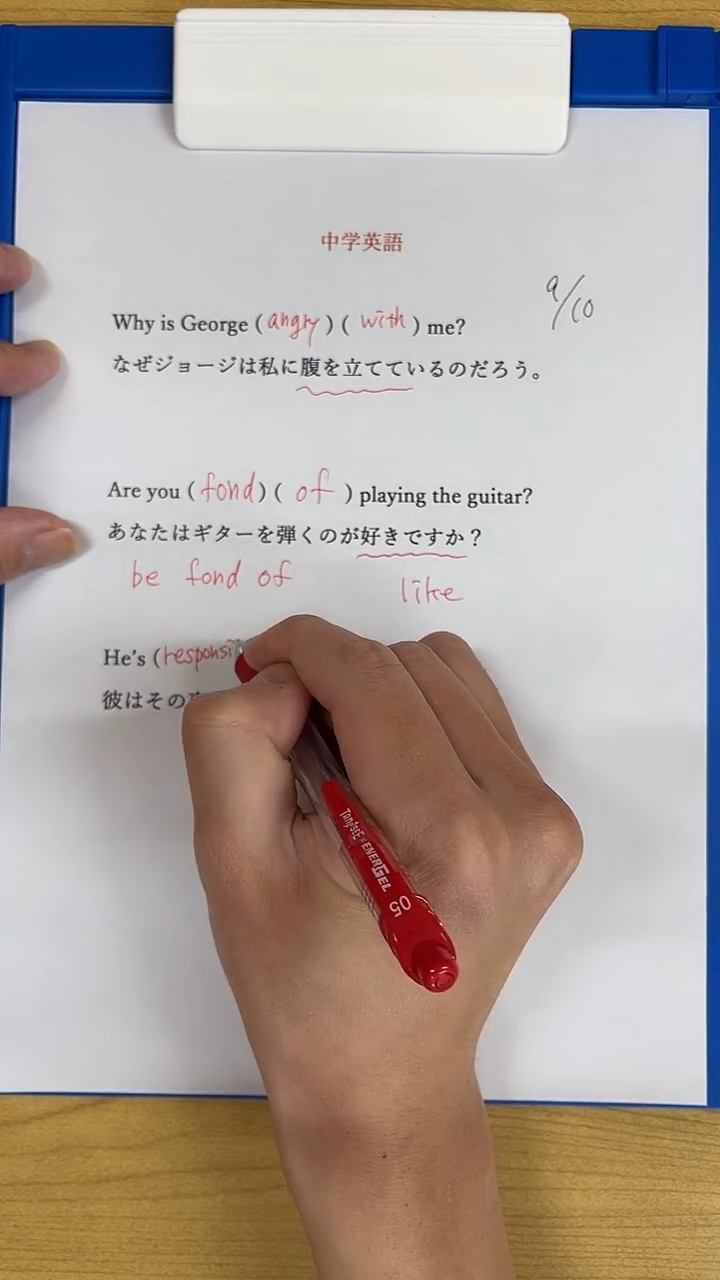 中学英語
9/10
Why is George (angry) (with) me?
なぜジョージは私に腹を立てているのだろう。
Are you (fond) (of) playing the guitar?
あなたはギターを弾くのが好きですか？
be fond of like
He's (responsi
彼はその
EnerGel
05